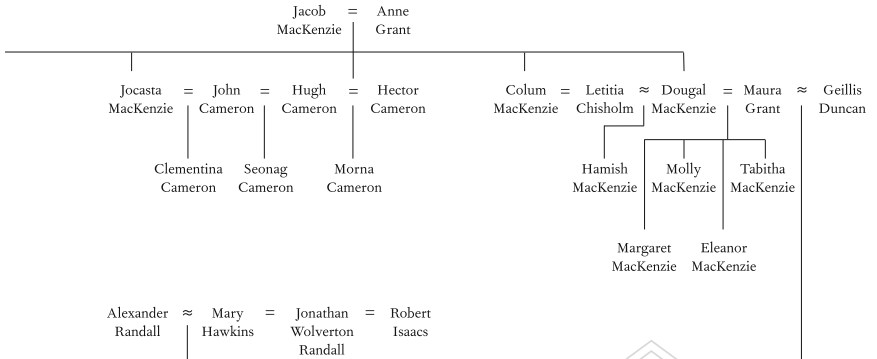 Jacob = Anne
MacKenzie Grant
Jocasta = John = Hugh = Hector Colum = Letitia ≈ Dougal = Maura ≈ Geillis
MacKenzie Cameron Cameron Cameron MacKenzie Chisholm MacKenzie Grant Duncan
Clementina Seonag Morna Hamish Molly Tabitha
Cameron Cameron Cameron MacKenzie MacKenzie MacKenzie
Margaret Eleanor
MacKenzie MacKenzie
Alexander ≈ Mary = Jonathan = Robert
Randall Hawkins Wolverton Isaacs
Randall